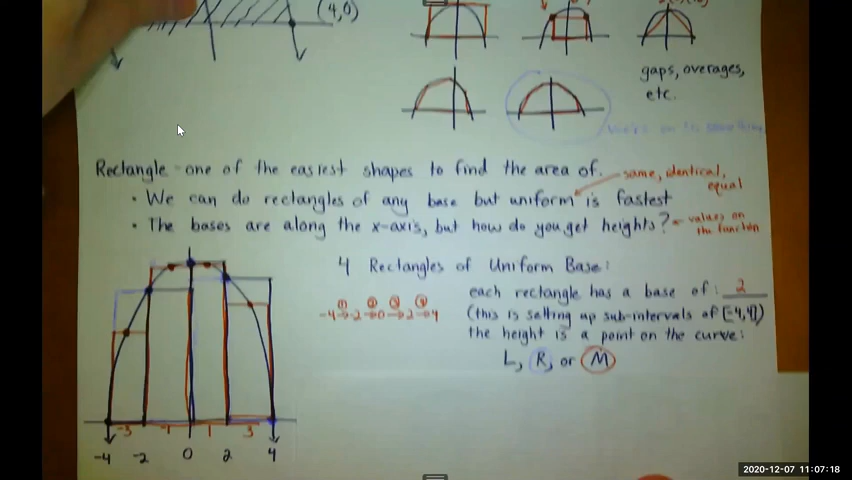 (4,0)
gaps, overages,
etc.
Rectangle - one of the easiest shapes to find the area of.
same, identical,
equal
• We can do rectangles of any base but uniform is fastest
• The bases are along the x-axis, but how do you get heights?
values on
the function
4 Rectangles of Uniform Base:
each rectangle has a base of: 2
① ② ③ ④
-4→-2→0→2→4
(this is setting up sub-intervals of [-4,4])
the height is a point on the curve:
L, R, or M
-3 -1 1 3
-4 -2 0 2 4
2020-12-07 11:07:18